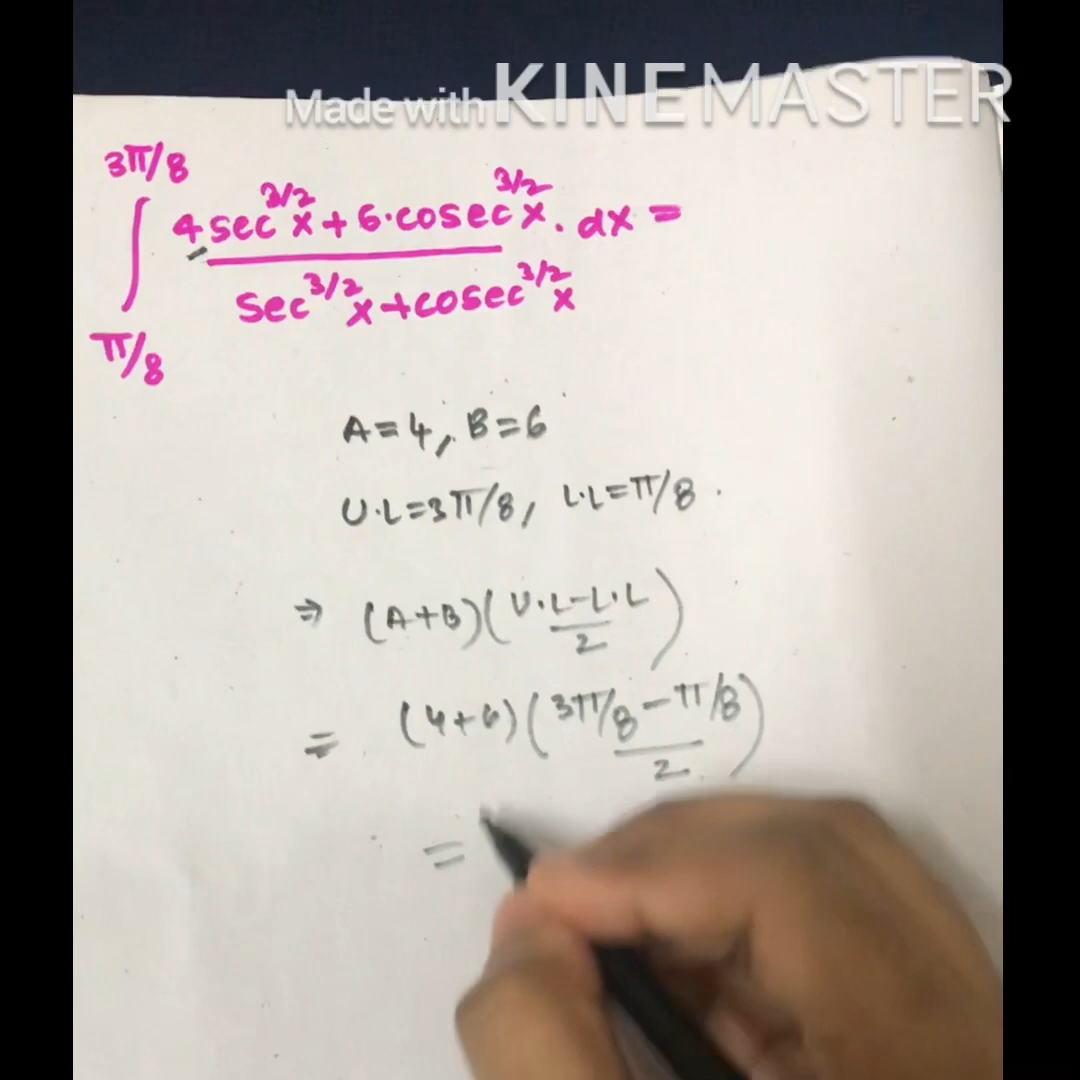 Made with KINEMASTER
3π/8
∫ 4sec^3/2 x + 6·cosec^3/2 x · dx =
sec^3/2 x + cosec^3/2 x
π/8
A=4, B=6
U·L=3π/8, L·L=π/8 .
⇒ (A+B)(U·L-L·L/2)
= (4+6)(3π/8-π/8/2)
=